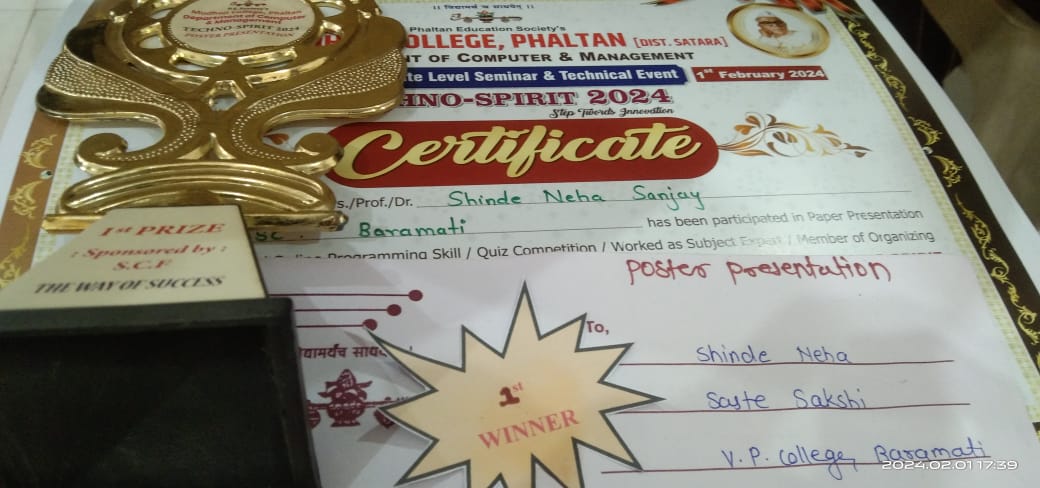 Mudhoji College, Phaltan
Department of Computer
& Management
TECHNO-SPIRIT 2024
POSTER PRESENTATION
1st PRIZE
: Sponsored by :
S.C.F
THE WAY OF SUCCESS
।। विद्यामर्थं च साधयेत् ।।
Phaltan Education Society's
COLLEGE, PHALTAN [DIST. SATARA]
OF COMPUTER & MANAGEMENT
Level Seminar & Technical Event 1st February 2024
HNO-SPIRIT 2024
Step Towards Innovation
Certificate
s./Prof./Dr. Shinde Neha Sanjay
Baramati has been participated in Paper Presentation
Programming Skill / Quiz Competition / Worked as Subject Expert / Member of Organizing
poster presentation
To,
Shinde Neha
Saste Sakshi
V.P. College, Baramati
1st
WINNER
2024.02.01 17:39